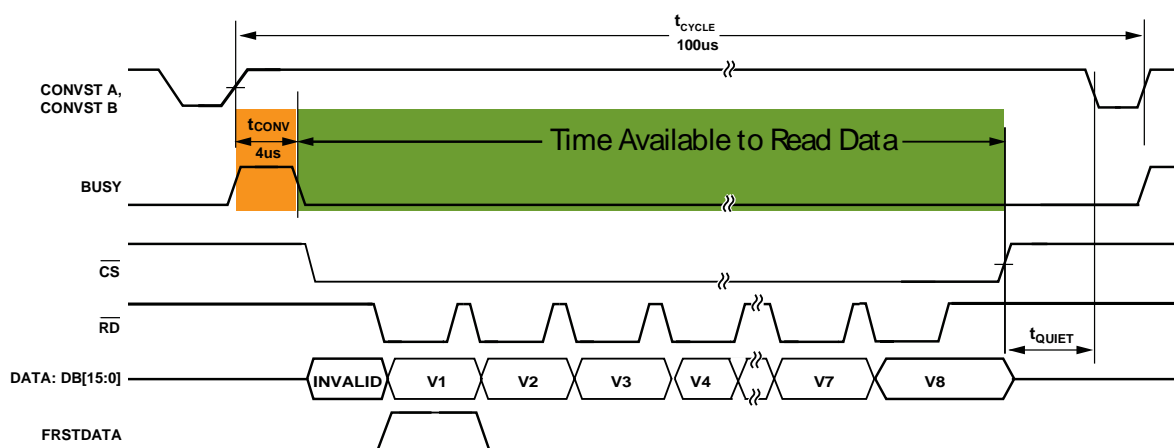 tCYCLE
100us
CONVST A,
CONVST B
tCONV
4us
Time Available to Read Data
BUSY
CS
RD
tQUIET
DATA: DB[15:0]
INVALID V1 V2 V3 V4 V7 V8
FRSTDATA